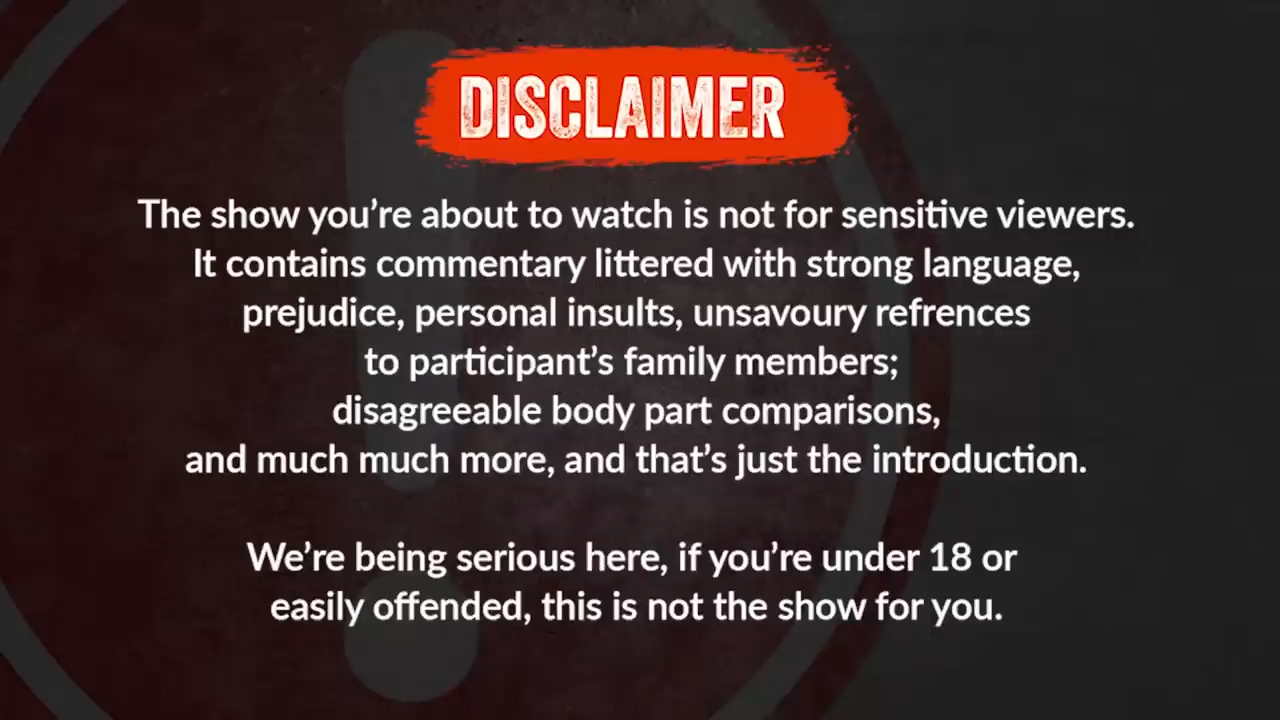 DISCLAIMER
The show you're about to watch is not for sensitive viewers.
It contains commentary littered with strong language,
prejudice, personal insults, unsavoury refrences
to participant's family members;
disagreeable body part comparisons,
and much much more, and that's just the introduction.
We're being serious here, if you're under 18 or
easily offended, this is not the show for you.